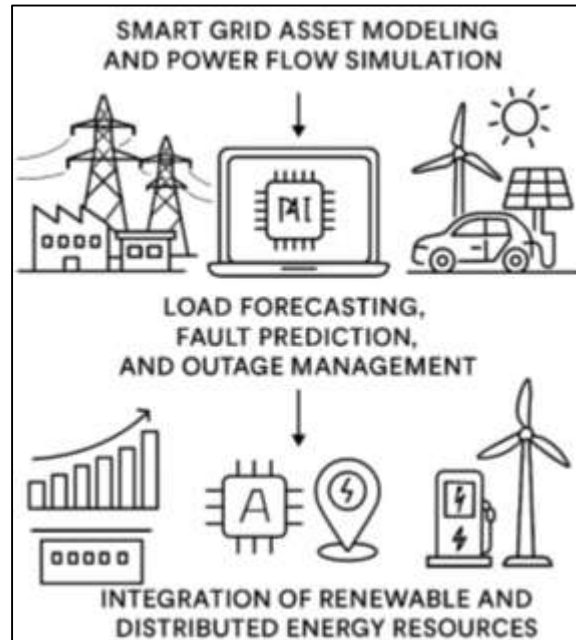 SMART GRID ASSET MODELING
AND POWER FLOW SIMULATION
LOAD FORECASTING,
FAULT PREDICTION,
AND OUTAGE MANAGEMENT
A
INTEGRATION OF RENEWABLE AND
DISTRIBUTED ENERGY RESOURCES